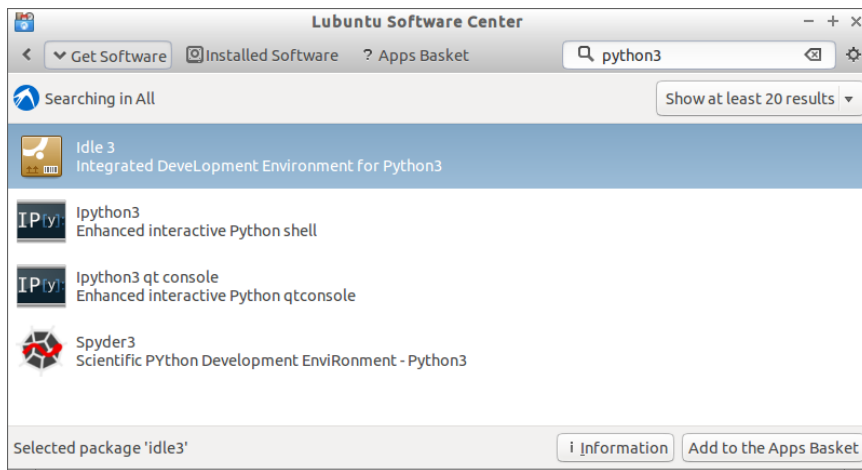 Lubuntu Software Center
Get Software Installed Software ? Apps Basket python3
Searching in All Show at least 20 results
Idle 3
Integrated DeveLopment Environment for Python3
IP[y]: Ipython3
Enhanced interactive Python shell
IP[y]: Ipython3 qt console
Enhanced interactive Python qtconsole
Spyder3
Scientific PYthon Development EnviRonment - Python3
Selected package 'idle3' i Information Add to the Apps Basket